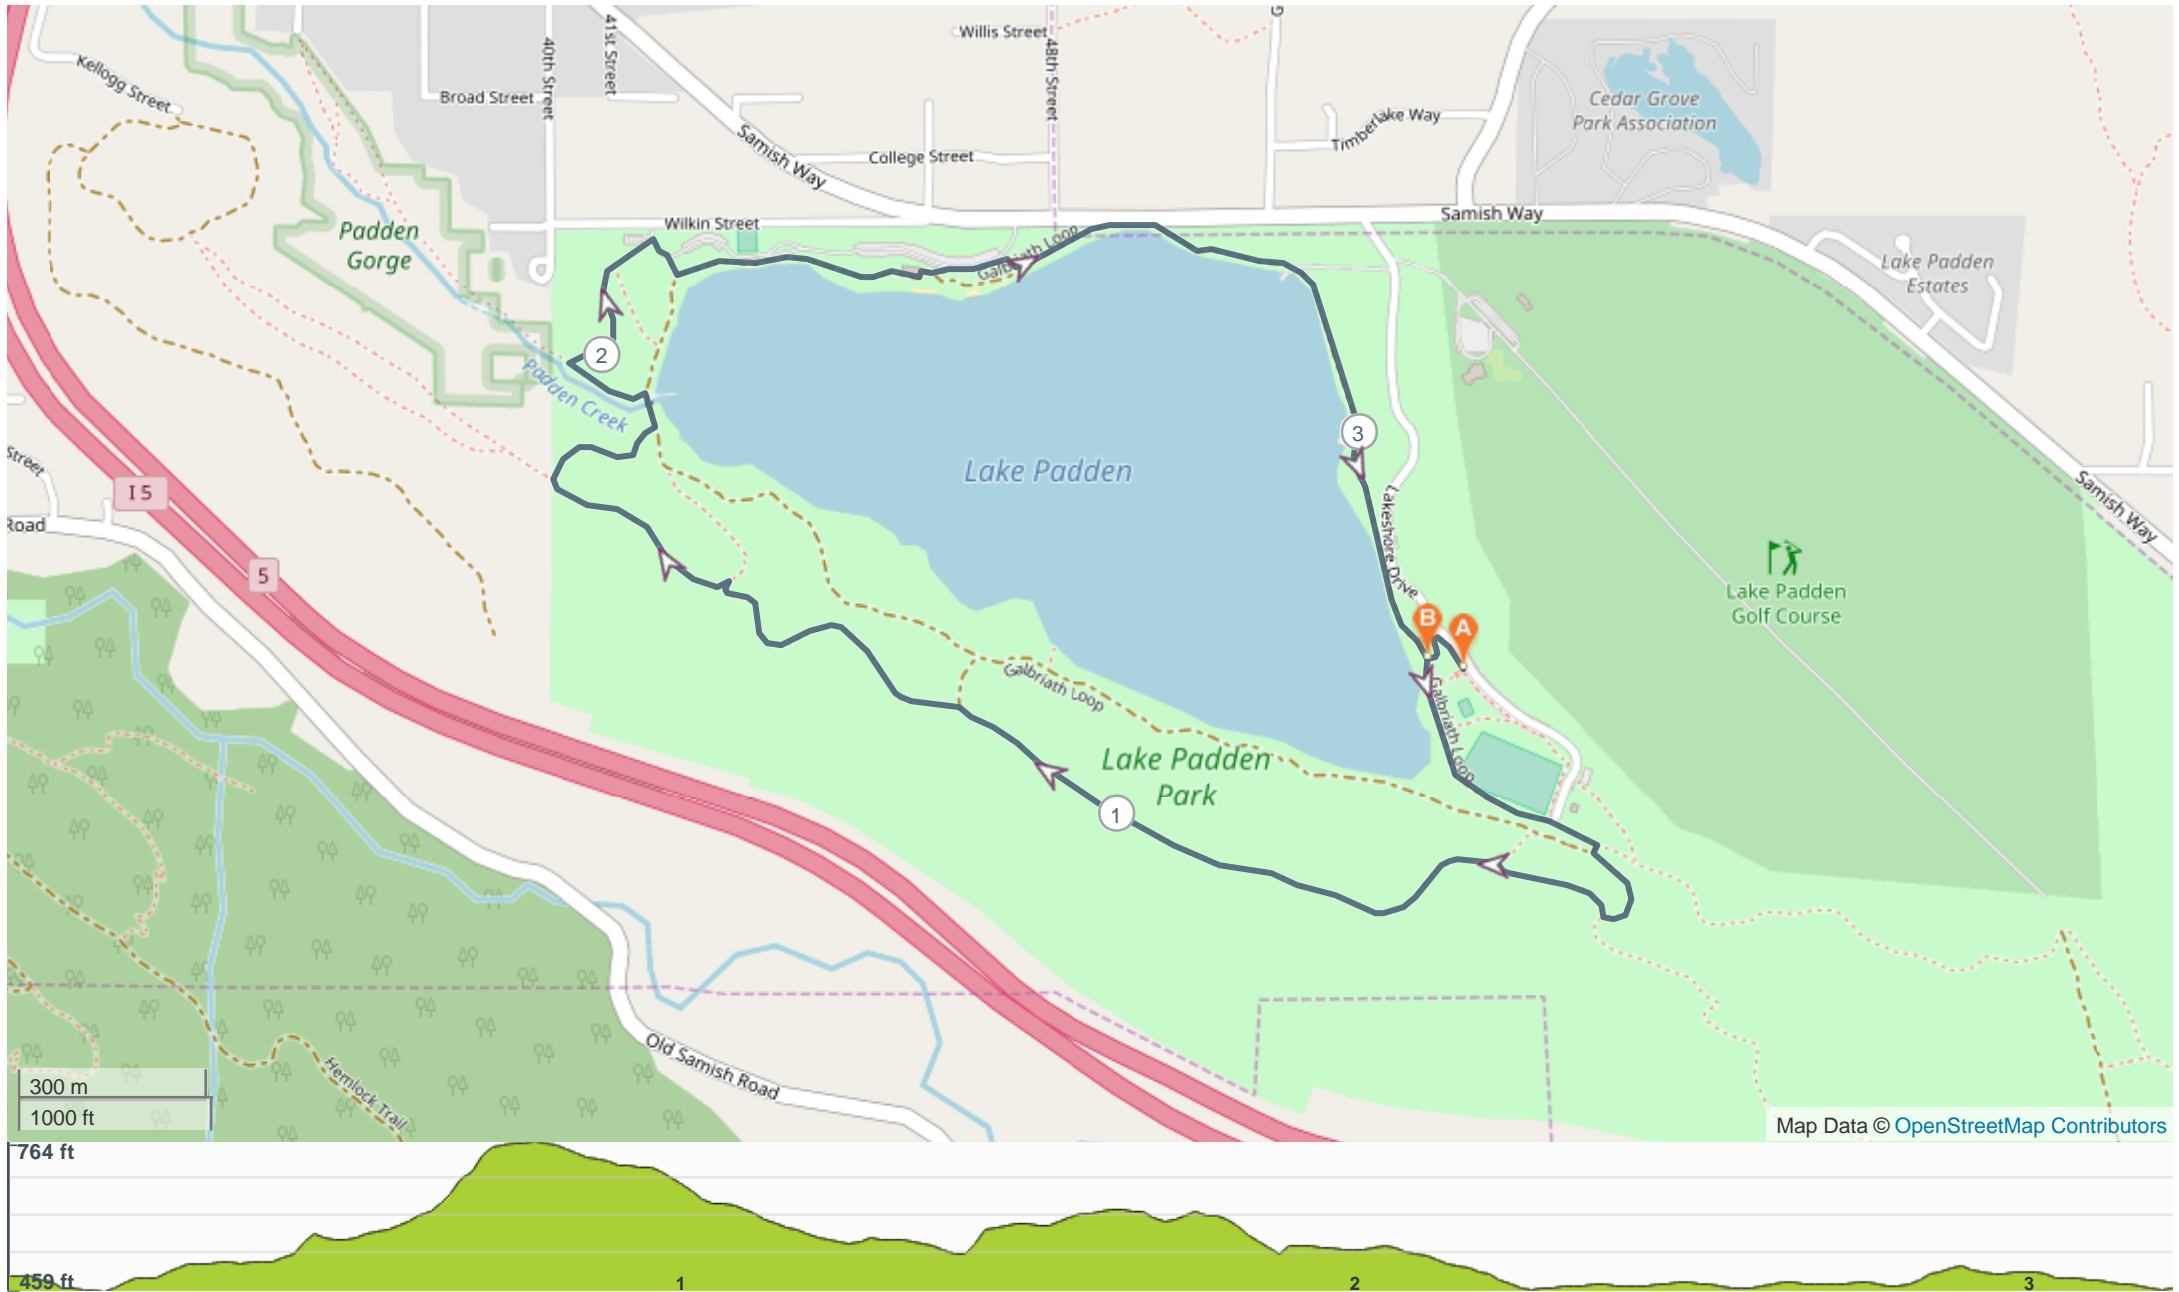 Kellogg Street
Broad Street
40th Street
41st Street
Willis Street
48th Street
G
Samish Way
College Street
Timberlake Way
Cedar Grove
Park Association
Wilkin Street
Samish Way
Padden
Gorge
Galbriath Loop
Lake Padden
Estates
2
Padden Creek
3
Lake Padden
Street
I 5
Road
5
Lakeshore Drive
Samish Way
Lake Padden
Golf Course
B
A
Galbriath Loop
Galbriath Loop
Lake Padden
Park
1
Old Samish Road
Hemlock Trail
300 m
1000 ft
Map Data © OpenStreetMap Contributors
764 ft
459 ft
1
2
3